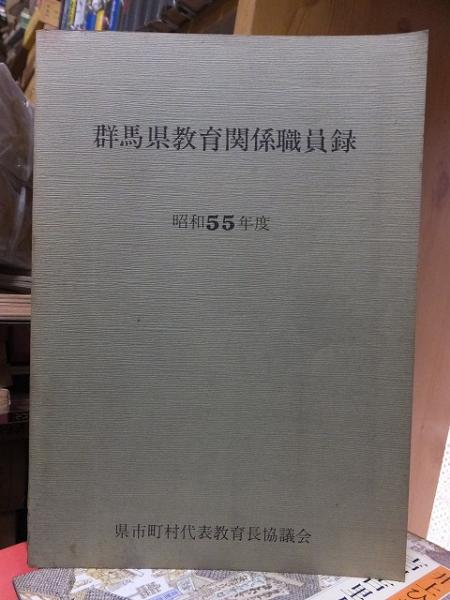 群馬県教育関係職員録
昭和55年度
県市町村代表教育長協議会